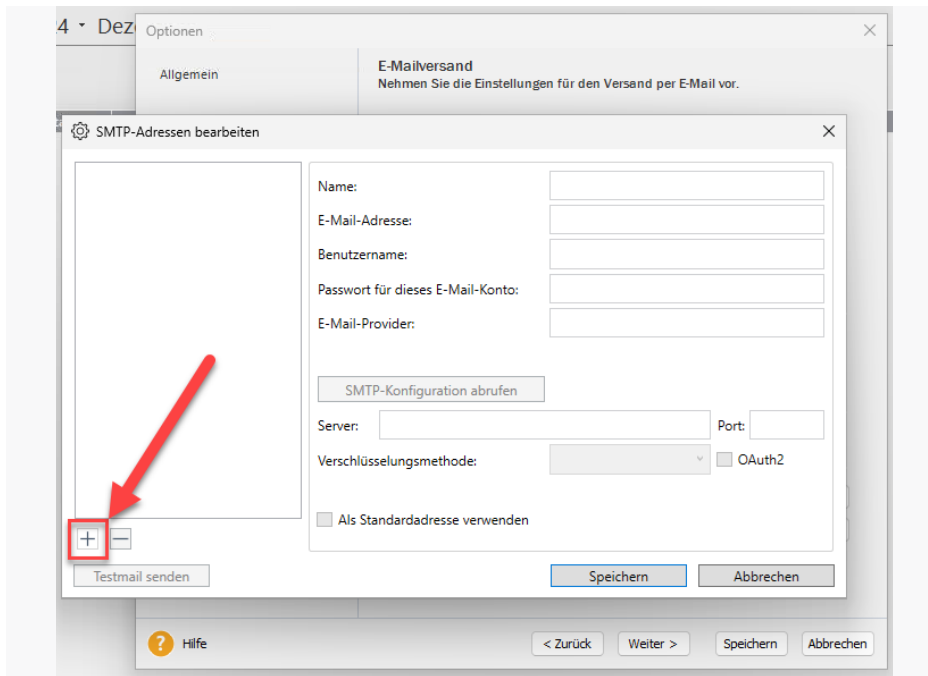 4 Dez
Optionen
Allgemein
E-Mailversand
Nehmen Sie die Einstellungen für den Versand per E-Mail vor.
SMTP-Adressen bearbeiten
Name:
E-Mail-Adresse:
Benutzername:
Passwort für dieses E-Mail-Konto:
E-Mail-Provider:
SMTP-Konfiguration abrufen
Server: Port:
Verschlüsselungsmethode: OAuth2
Als Standardadresse verwenden
+ −
Testmail senden Speichern Abbrechen
? Hilfe < Zurück Weiter > Speichern Abbrechen